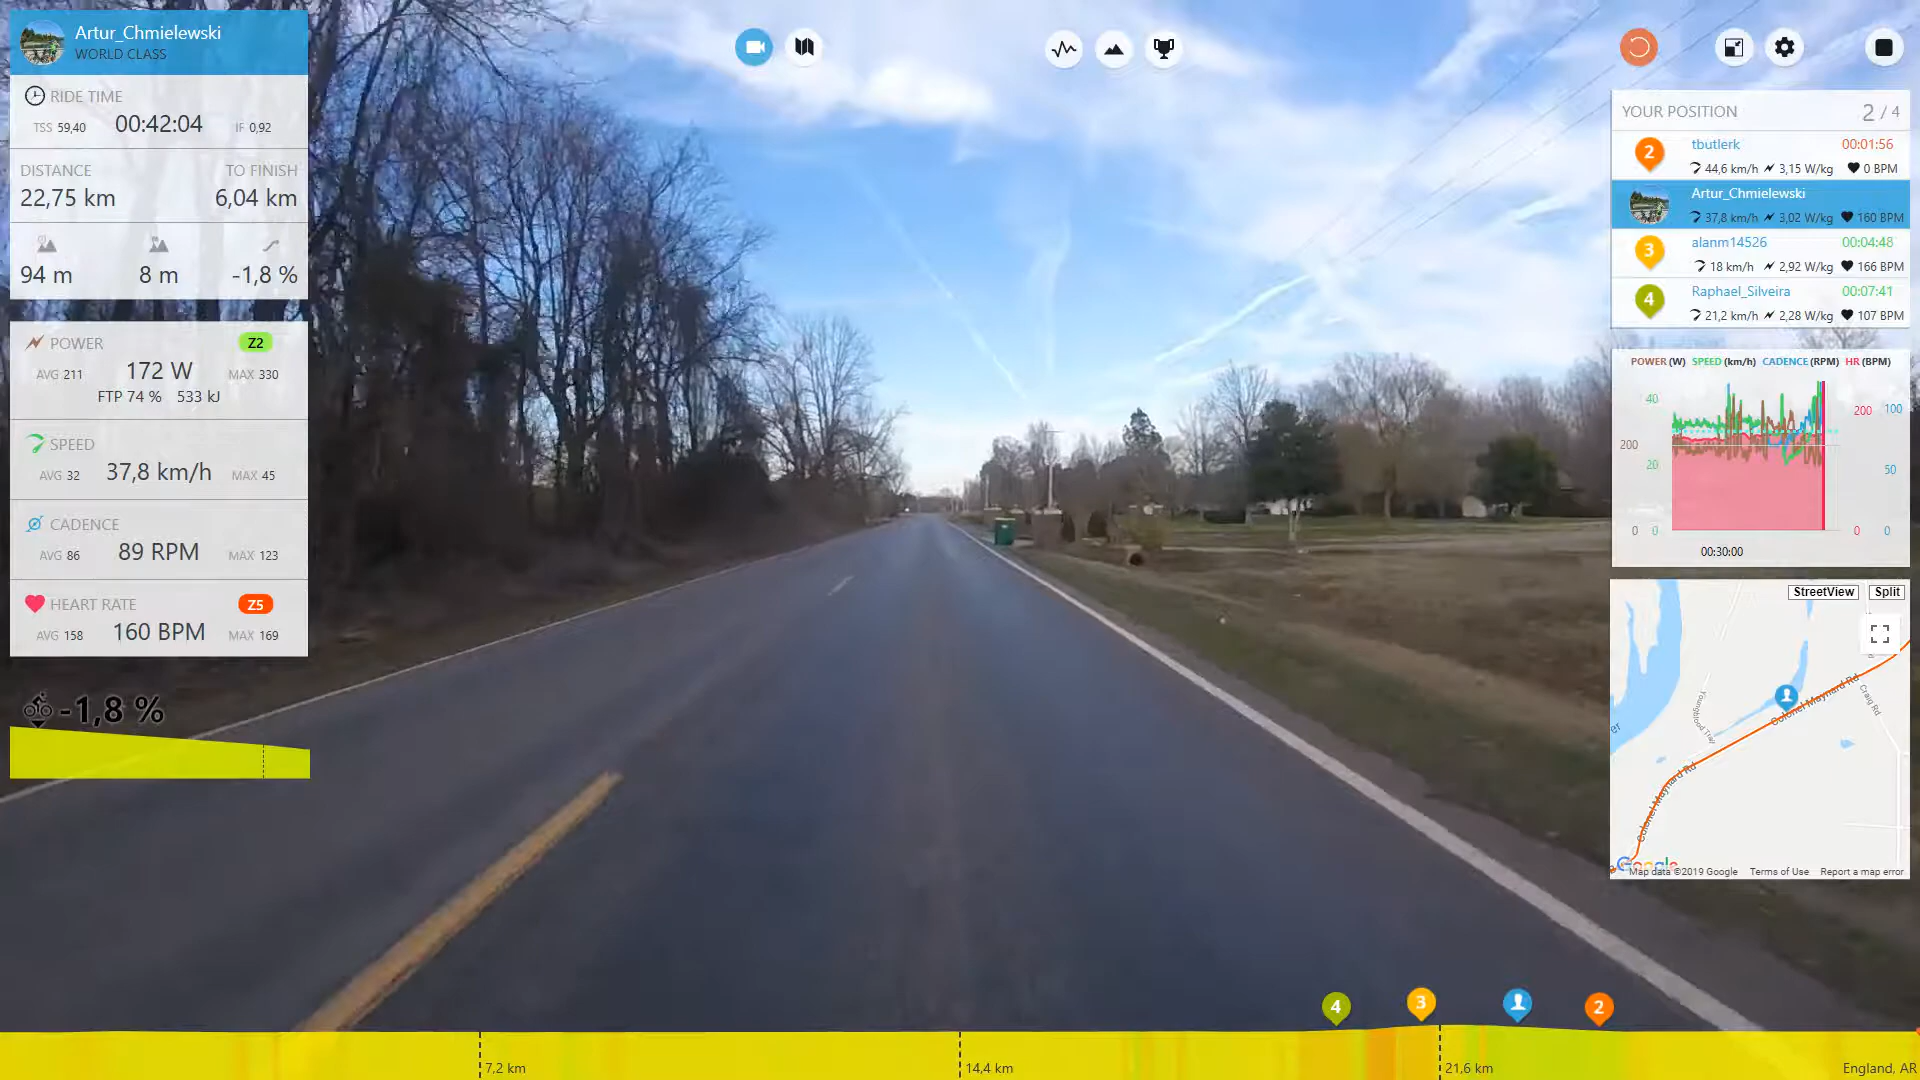 Artur_Chmielewski
WORLD CLASS
RIDE TIME
TSS 59,40 00:42:04 IF 0,92
DISTANCE TO FINISH
22,75 km 6,04 km
94 m 8 m -1,8 %
POWER Z2
AVG 211 172 W MAX 330
FTP 74 % 533 kJ
SPEED
AVG 32 37,8 km/h MAX 45
CADENCE
AVG 86 89 RPM MAX 123
HEART RATE Z5
AVG 158 160 BPM MAX 169
-1,8 %
YOUR POSITION 2 / 4
2 tbutlerk 00:01:56
44,6 km/h 3,15 W/kg 0 BPM
Artur_Chmielewski
37,8 km/h 3,02 W/kg 160 BPM
3 alanm14526 00:04:48
18 km/h 2,92 W/kg 166 BPM
4 Raphael_Silveira 00:07:41
21,2 km/h 2,28 W/kg 107 BPM
POWER (W) SPEED (km/h) CADENCE (RPM) HR (BPM)
40 200 100
200 20 50
0 0 0 0
00:30:00
StreetView Split
Colonel Maynard Rd
Craig Rd
Youngblood Trail
Colonel Maynard Rd
Google
Map data ©2019 Google Terms of Use Report a map error
4 3 2
7,2 km 14,4 km 21,6 km England, AR